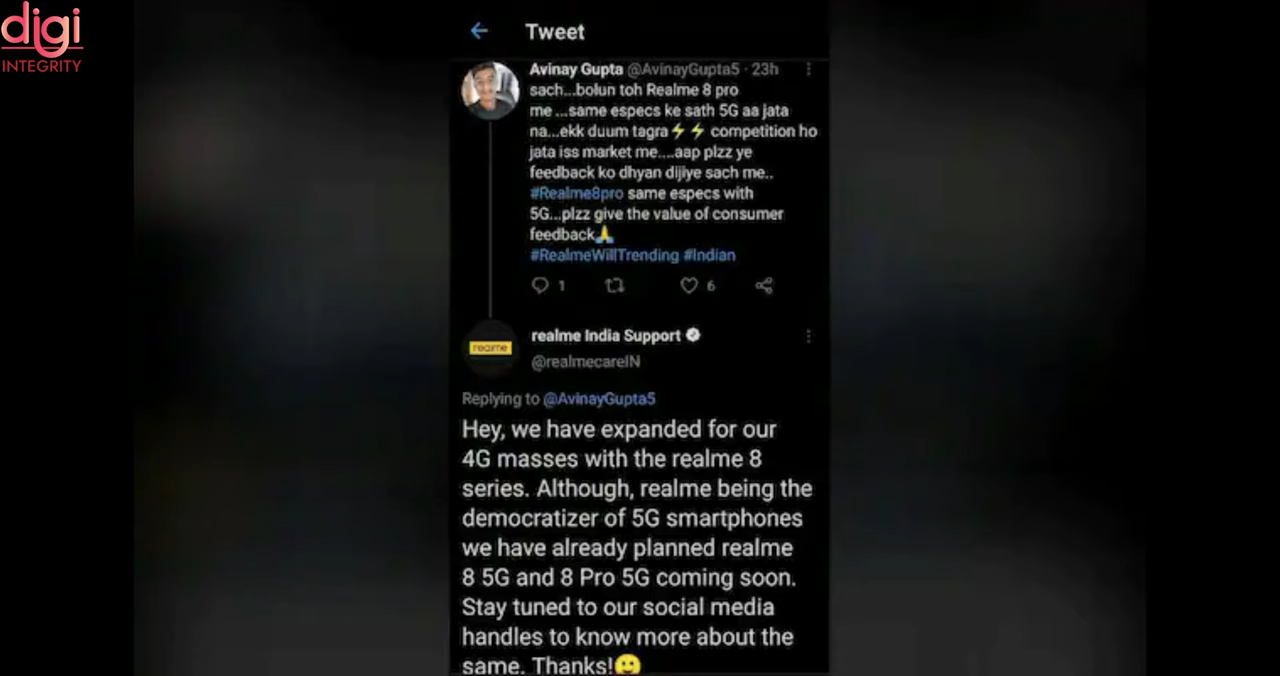 digi
INTEGRITY
Tweet
Avinay Gupta @AvinayGupta5 · 23h
sach...bolun toh Realme 8 pro
me ...same especs ke sath 5G aa jata
na...ekk duum tagra⚡⚡ competition ho
jata iss market me....aap plzz ye
feedback ko dhyan dijiye sach me..
#Realme8pro same especs with
5G...plzz give the value of consumer
feedback🙏
#RealmeWillTrending #Indian
1 6
realme
realme India Support
@realmecareIN
Replying to @AvinayGupta5
Hey, we have expanded for our
4G masses with the realme 8
series. Although, realme being the
democratizer of 5G smartphones
we have already planned realme
8 5G and 8 Pro 5G coming soon.
Stay tuned to our social media
handles to know more about the
same. Thanks!🙂